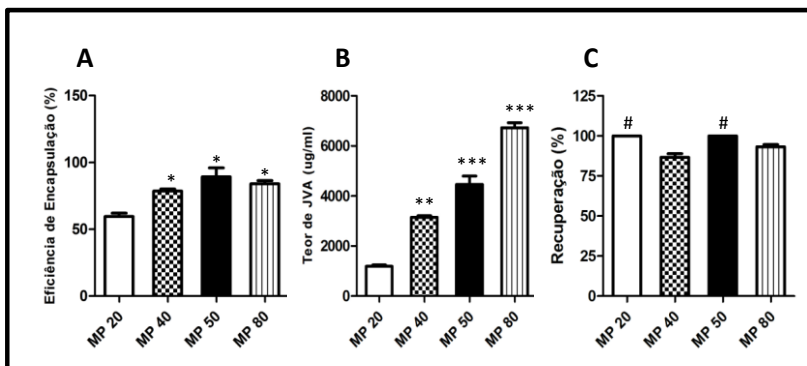 A
Eficiência de Encapsulação (%)
150
100
50
0
*
*
*
MP 20
MP 40
MP 50
MP 80
B
Teor de JVA (ug/ml)
8000
6000
4000
2000
0
**
***
***
MP 20
MP 40
MP 50
MP 80
C
Recuperação (%)
125
100
75
50
25
0
#
#
MP 20
MP 40
MP 50
MP 80